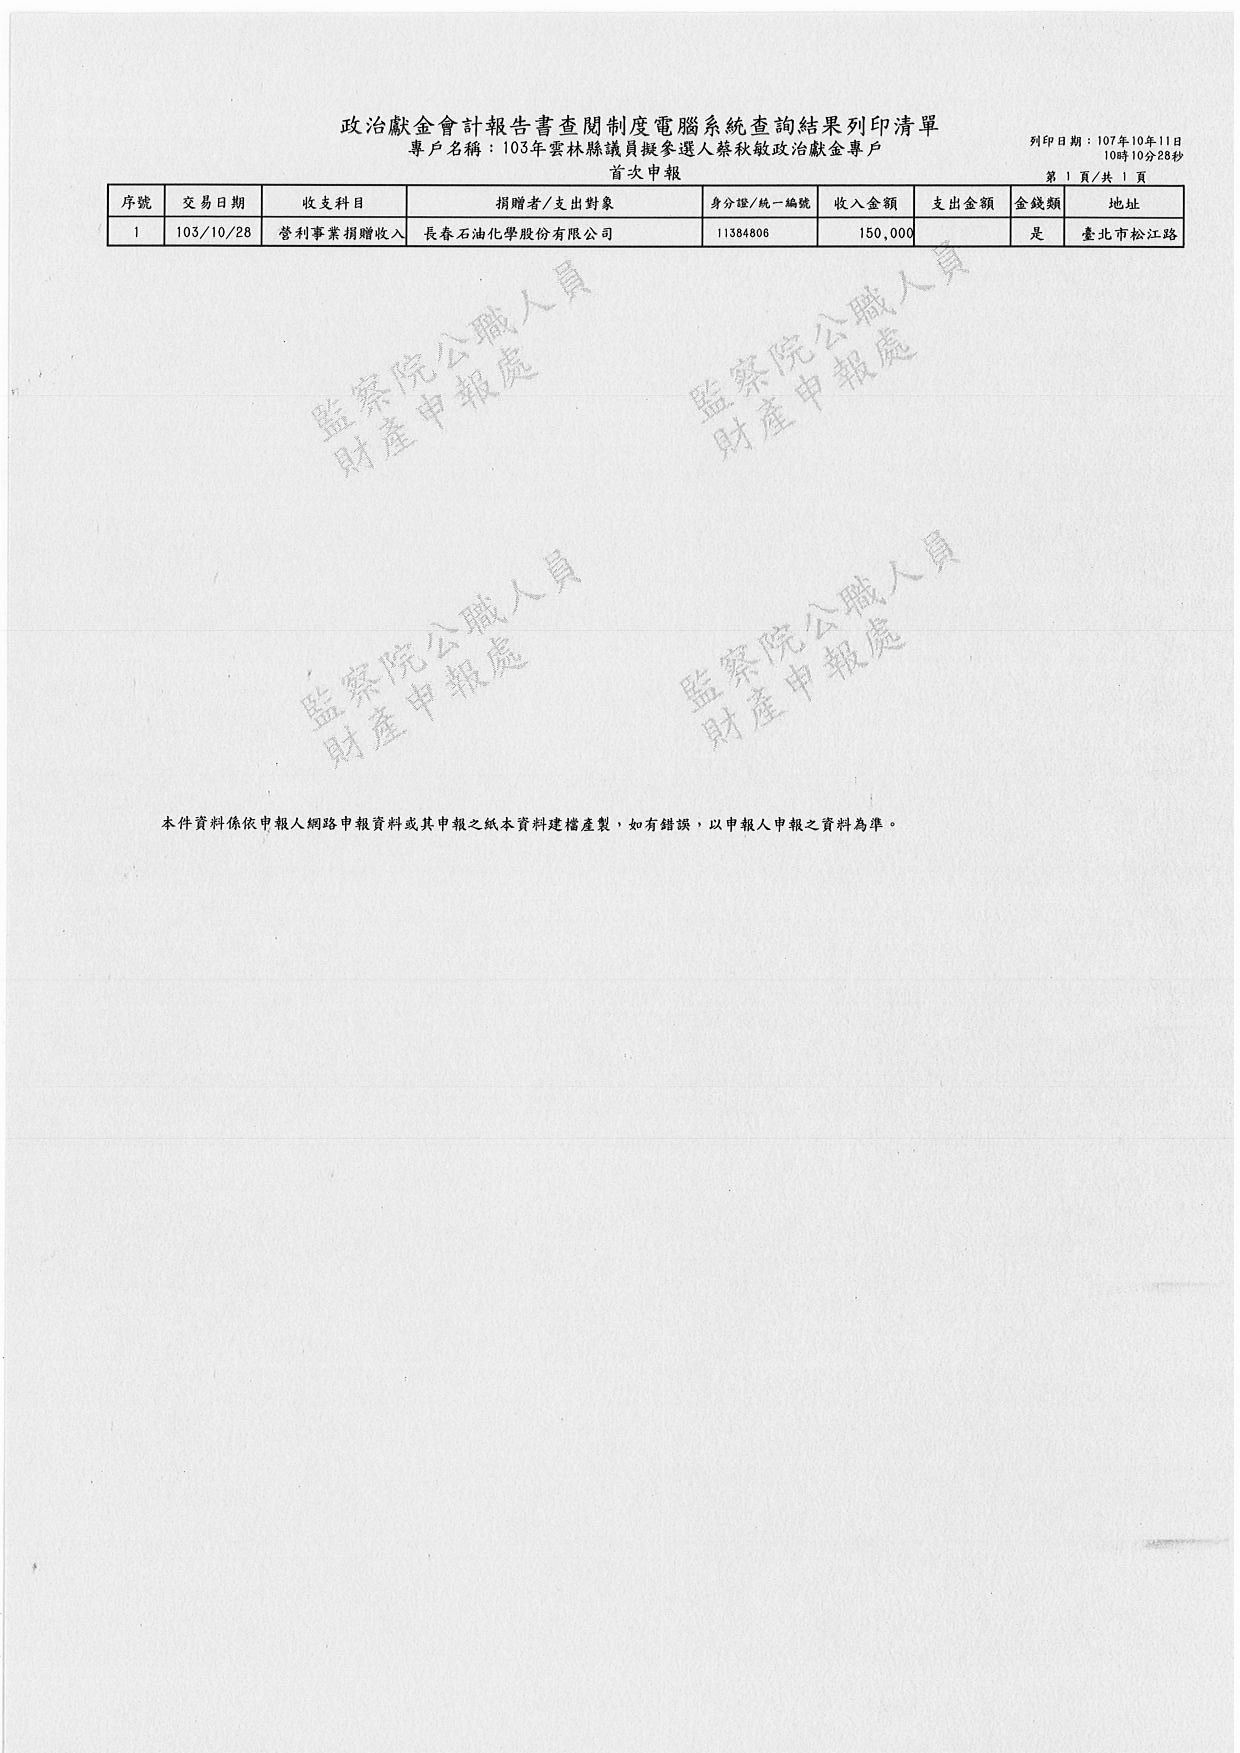 政治獻金會計報告書查閱制度電腦系統查詢結果列印清單
專戶名稱：103年雲林縣議員擬參選人蔡秋敏政治獻金專戶
首次申報
列印日期：107年10年11日
10時10分28秒
第 1 頁/共 1 頁
序號 交易日期 收支科目 捐贈者/支出對象 身分證/統一編號 收入金額 支出金額 金錢類 地址
1 103/10/28 營利事業捐贈收入 長春石油化學股份有限公司 11384806 150,000 是 臺北市松江路
監察院公職人員
財產申報處
監察院公職人員
財產申報處
監察院公職人員
財產申報處
監察院公職人員
財產申報處
本件資料係依申報人網路申報資料或其申報之紙本資料建檔產製，如有錯誤，以申報人申報之資料為準。